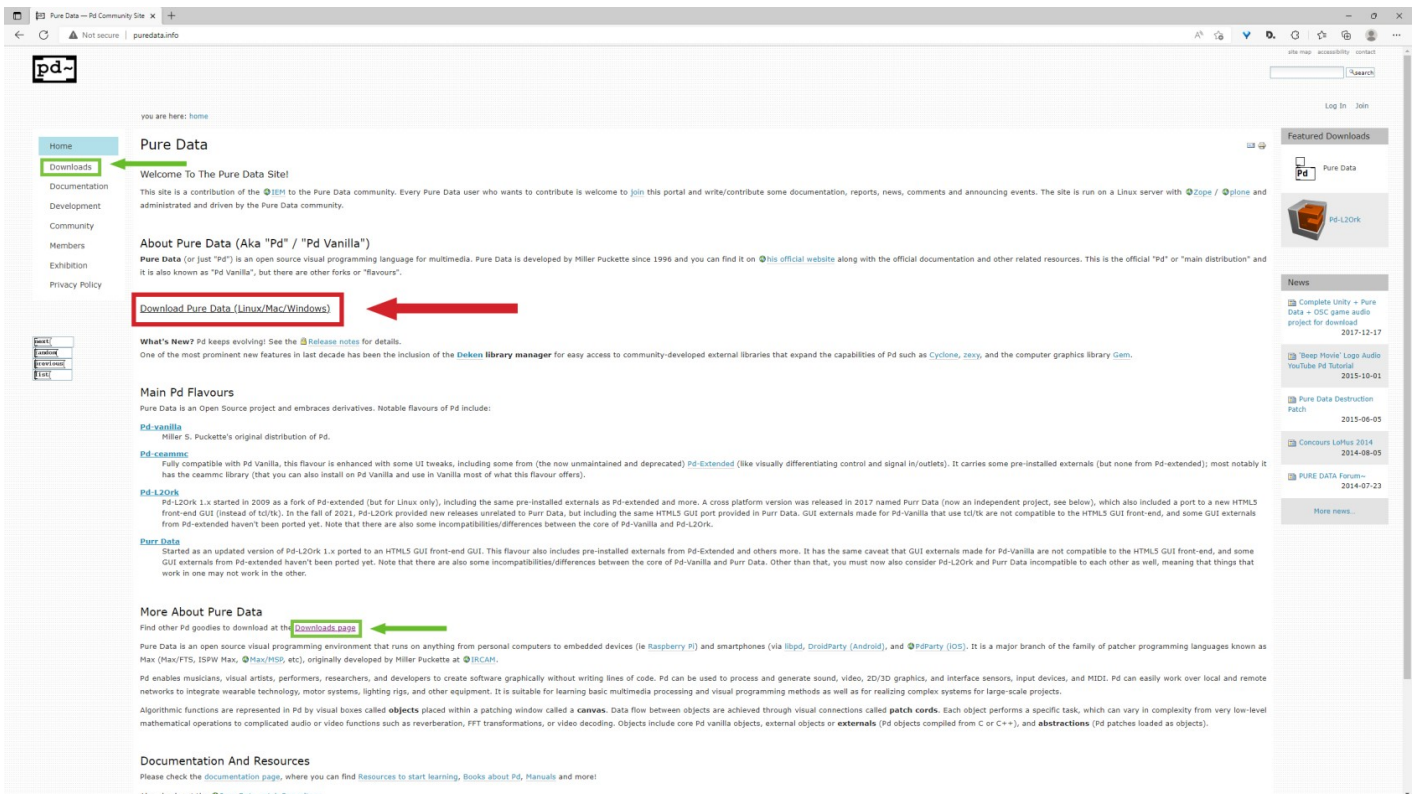 Pure Data — Pd Community Site
Not secure
puredata.info
site map accessibility contact
pd~
search
Log In Join
you are here: home
Home
Downloads
Documentation
Development
Community
Members
Exhibition
Privacy Policy
next
random
previous
list
Pure Data
Welcome To The Pure Data Site!
This site is a contribution of the IEM to the Pure Data community. Every Pure Data user who wants to contribute is welcome to join this portal and write/contribute some documentation, reports, news, comments and announcing events. The site is run on a Linux server with Zope / plone and
administrated and driven by the Pure Data community.
About Pure Data (Aka "Pd" / "Pd Vanilla")
Pure Data (or just "Pd") is an open source visual programming language for multimedia. Pure Data is developed by Miller Puckette since 1996 and you can find it on his official website along with the official documentation and other related resources. This is the official "Pd" or "main distribution" and
it is also known as "Pd Vanilla", but there are other forks or "flavours".
Download Pure Data (Linux/Mac/Windows)
What's New? Pd keeps evolving! See the Release notes for details.
One of the most prominent new features in last decade has been the inclusion of the Deken library manager for easy access to community-developed external libraries that expand the capabilities of Pd such as Cyclone, zexy, and the computer graphics library Gem.
Main Pd Flavours
Pure Data is an Open Source project and embraces derivatives. Notable flavours of Pd include:
Pd-vanilla
Miller S. Puckette's original distribution of Pd.
Pd-ceammc
Fully compatible with Pd Vanilla, this flavour is enhanced with some UI tweaks, including some from (the now unmaintained and deprecated) Pd-Extended (like visually differentiating control and signal in/outlets). It carries some pre-installed externals (but none from Pd-extended); most notably it
has the ceammc library (that you can also install on Pd Vanilla and use in Vanilla most of what this flavour offers).
Pd-L2Ork
Pd-L2Ork 1.x started in 2009 as a fork of Pd-extended (but for Linux only), including the same pre-installed externals as Pd-extended and more. A cross platform version was released in 2017 named Purr Data (now an independent project, see below), which also included a port to a new HTML5
front-end GUI (instead of tcl/tk). In the fall of 2021, Pd-L2Ork provided new releases unrelated to Purr Data, but including the same HTML5 GUI port provided in Purr Data. GUI externals made for Pd-Vanilla that use tcl/tk are not compatible to the HTML5 GUI front-end, and some GUI externals
from Pd-extended haven't been ported yet. Note that there are also some incompatibilities/differences between the core of Pd-Vanilla and Pd-L2Ork.
Purr Data
Started as an updated version of Pd-L2Ork 1.x ported to an HTML5 GUI front-end GUI. This flavour also includes pre-installed externals from Pd-Extended and others more. It has the same caveat that GUI externals made for Pd-Vanilla are not compatible to the HTML5 GUI front-end, and some
GUI externals from Pd-extended haven't been ported yet. Note that there are also some incompatibilities/differences between the core of Pd-Vanilla and Purr Data. Other than that, you must now also consider Pd-L2Ork and Purr Data incompatible to each other as well, meaning that things that
work in one may not work in the other.
More About Pure Data
Find other Pd goodies to download at the Downloads page
Pure Data is an open source visual programming environment that runs on anything from personal computers to embedded devices (ie Raspberry Pi) and smartphones (via libpd, DroidParty (Android), and PdParty (iOS). It is a major branch of the family of patcher programming languages known as
Max (Max/FTS, ISPW Max, Max/MSP, etc), originally developed by Miller Puckette at IRCAM.
Pd enables musicians, visual artists, performers, researchers, and developers to create software graphically without writing lines of code. Pd can be used to process and generate sound, video, 2D/3D graphics, and interface sensors, input devices, and MIDI. Pd can easily work over local and remote
networks to integrate wearable technology, motor systems, lighting rigs, and other equipment. It is suitable for learning basic multimedia processing and visual programming methods as well as for realizing complex systems for large-scale projects.
Algorithmic functions are represented in Pd by visual boxes called objects placed within a patching window called a canvas. Data flow between objects are achieved through visual connections called patch cords. Each object performs a specific task, which can vary in complexity from very low-level
mathematical operations to complicated audio or video functions such as reverberation, FFT transformations, or video decoding. Objects include core Pd vanilla objects, external objects or externals (Pd objects compiled from C or C++), and abstractions (Pd patches loaded as objects).
Documentation And Resources
Please check the documentation page, where you can find Resources to start learning, Books about Pd, Manuals and more!
Featured Downloads
Pd
Pure Data
Pd-L2Ork
News
Complete Unity + Pure
Data + OSC game audio
project for download
2017-12-17
'Beep Movie' Logo Audio
YouTube Pd Tutorial
2015-10-01
Pure Data Destruction
Patch
2015-06-05
Concours LoMus 2014
2014-08-05
PURE DATA Forum~
2014-07-23
More news…